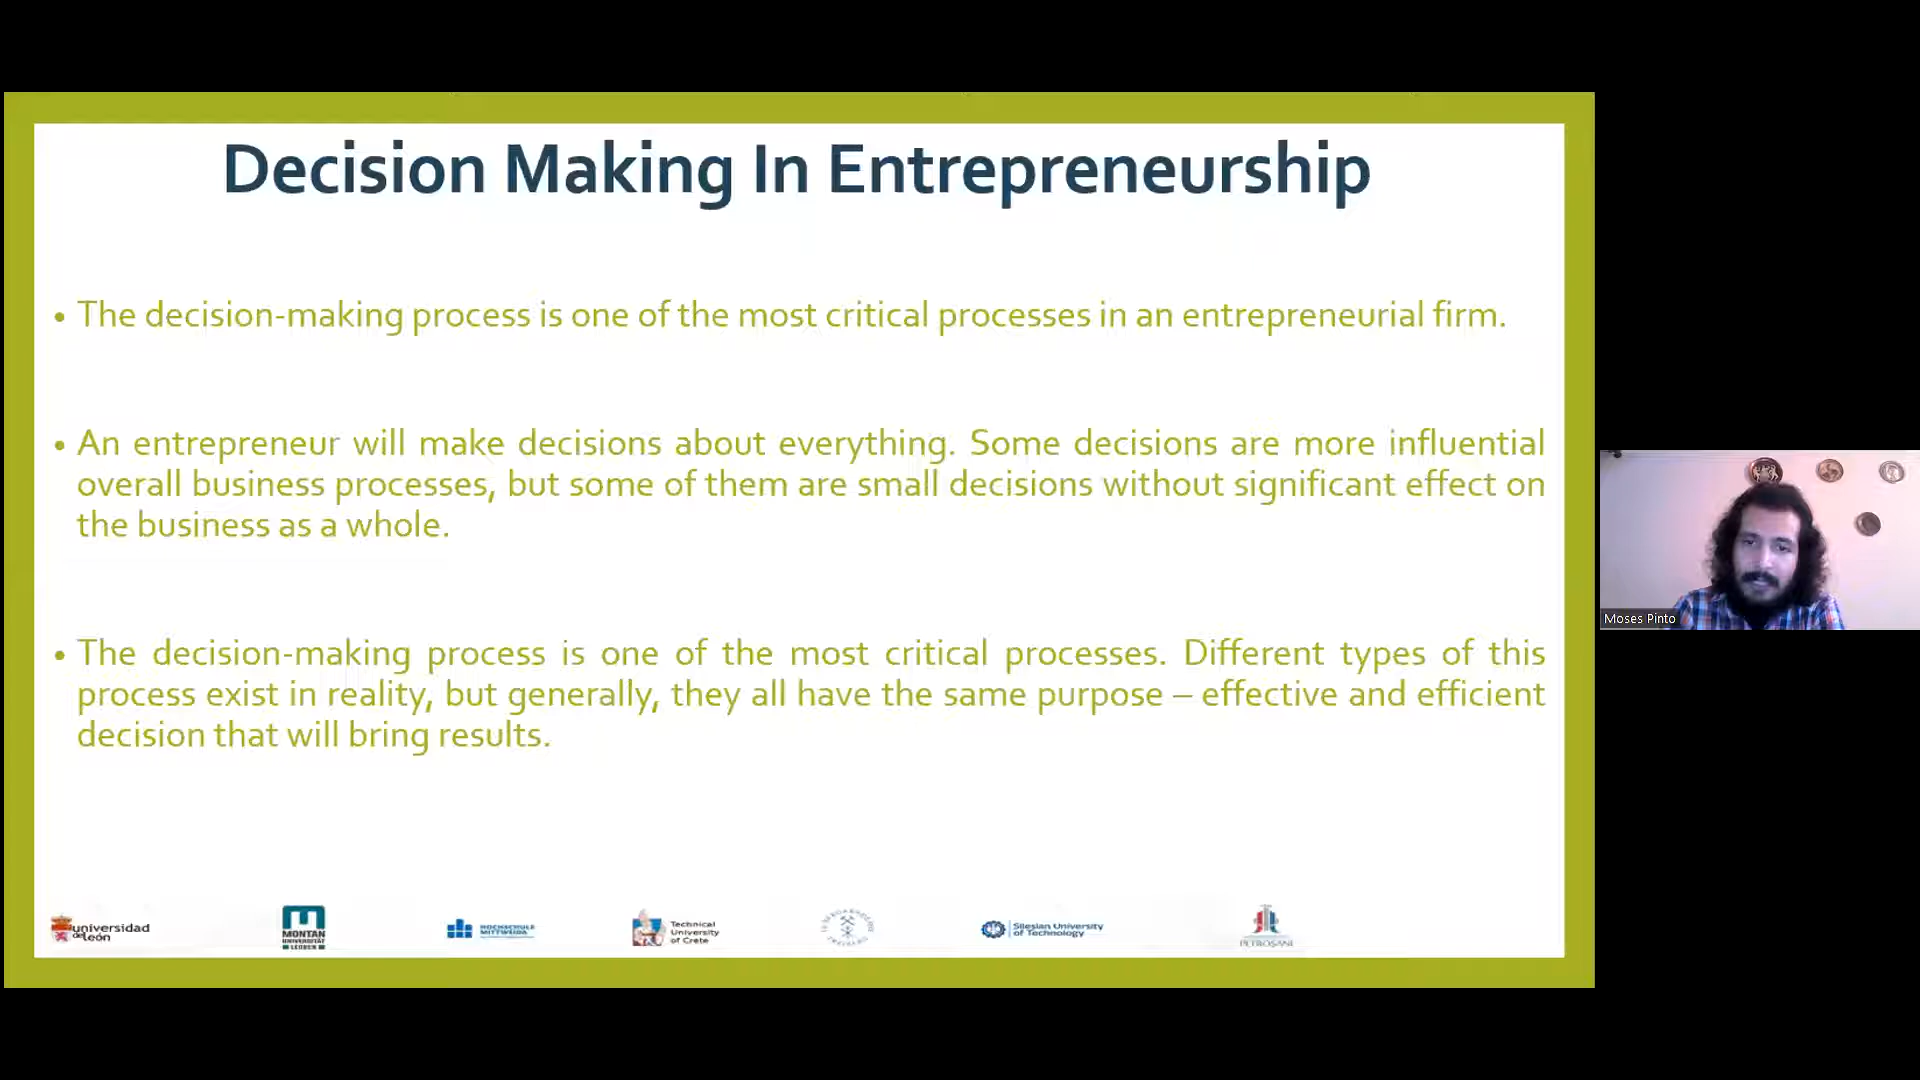 Decision Making In Entrepreneurship
• The decision-making process is one of the most critical processes in an entrepreneurial firm.
• An entrepreneur will make decisions about everything. Some decisions are more influential
overall business processes, but some of them are small decisions without significant effect on
the business as a whole.
• The decision-making process is one of the most critical processes. Different types of this
process exist in reality, but generally, they all have the same purpose – effective and efficient
decision that will bring results.
Moses Pinto
universidad
de león
MONTAN
UNIVERSITÄT
LEOBEN
HOCHSCHULE
MITTWEIDA
Technical
University
of Crete
Silesian University
of Technology
PETROȘANI